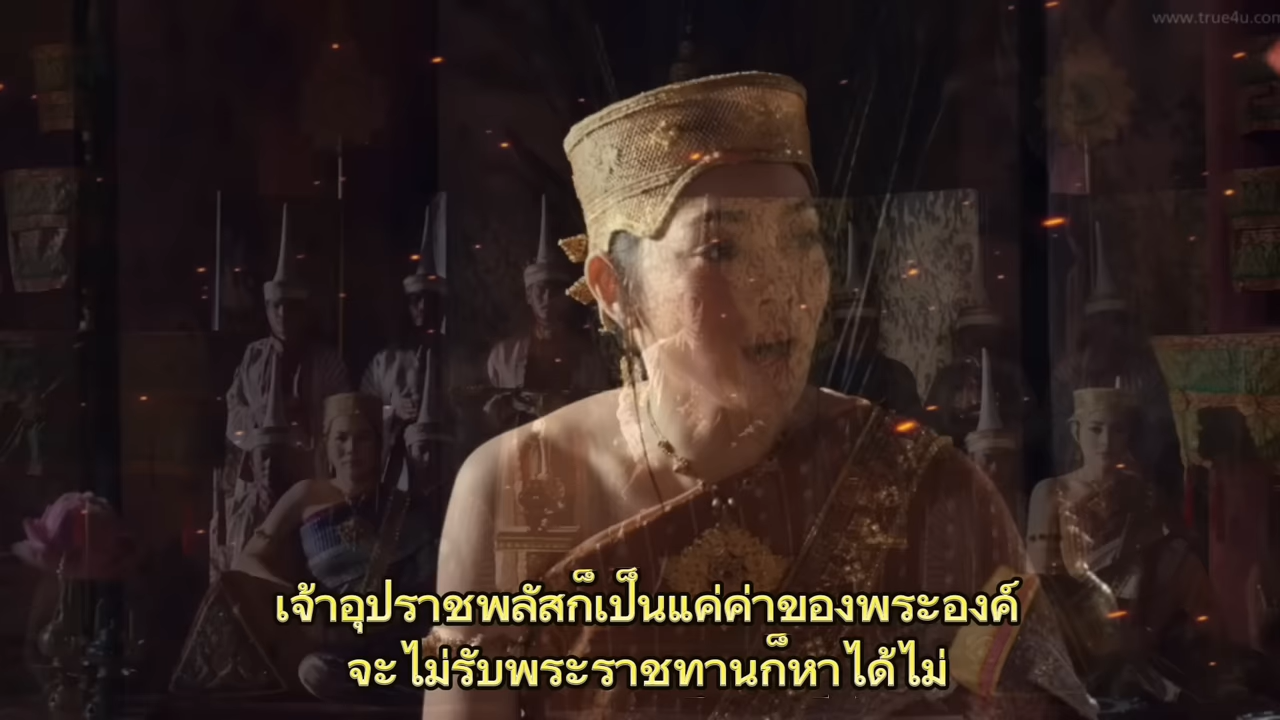 www.true4u.com
เจ้าอุปราชพลัสก็เป็นแค่ค่าของพระองค์
จะ ไม่รับพระราชทานก็หา ได้ ไม่